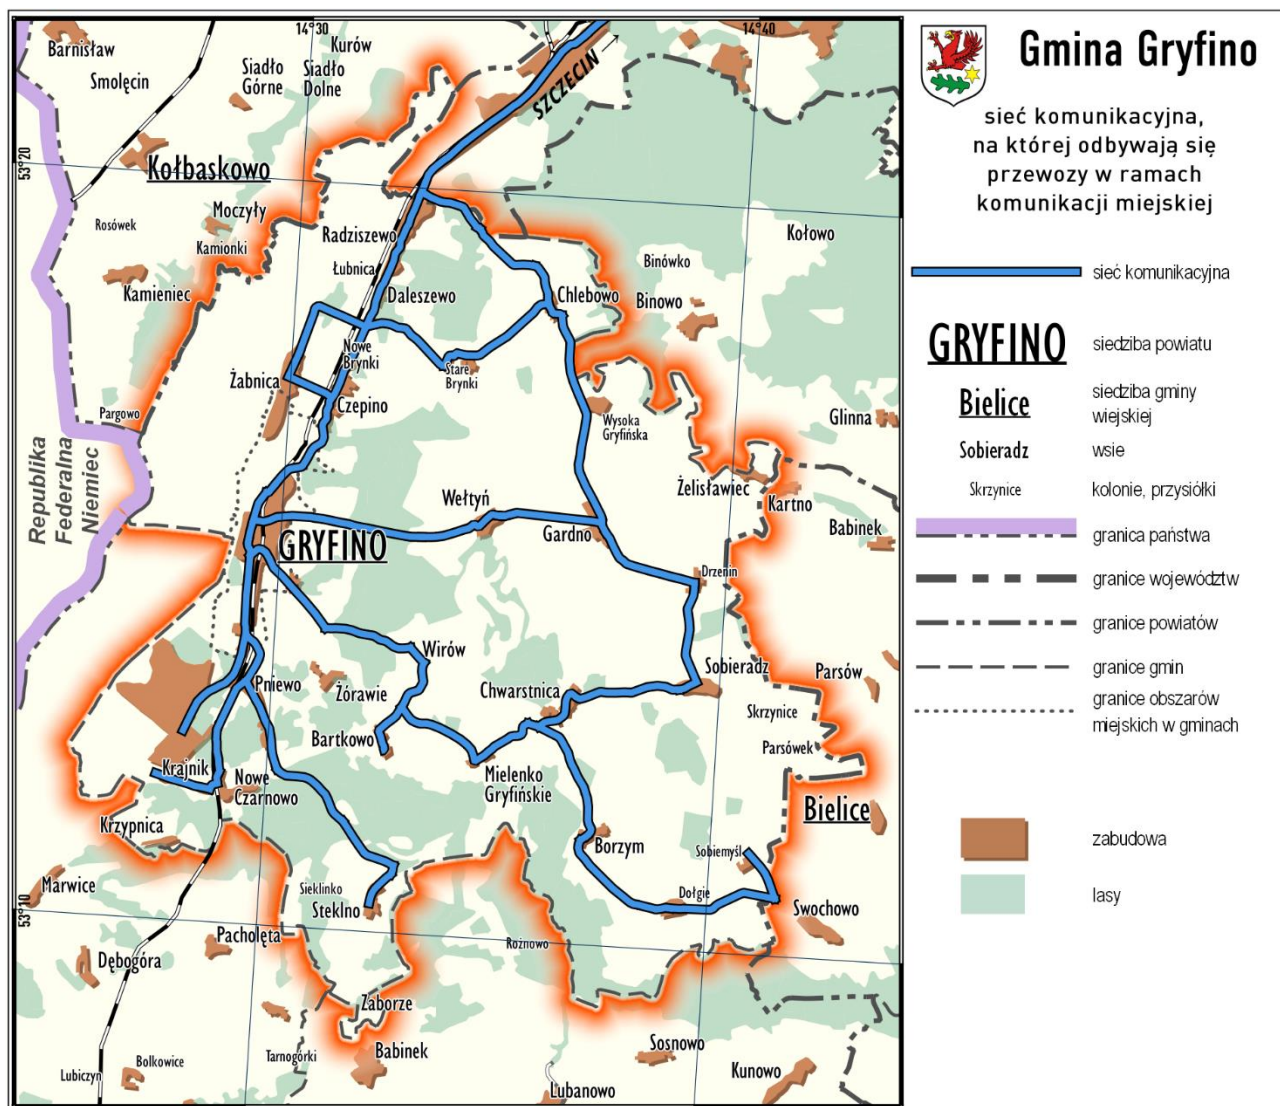 14°30
14°40
53°20
53°10
Barnisław
Smolęcin
Siadło
Górne
Kurów
Siadło
Dolne
SZCZECIN
Kołbaskowo
Rosówek
Moczyły
Kamionki
Radziszewo
Kołowo
Łubnica
Binówko
Kamieniec
Daleszewo
Chlebowo
Binowo
Nowe
Brynki
Stare
Brynki
Żabnica
Czepino
Pargowo
Wysoka
Gryfińska
Glinna
Republika
Federalna
Niemiec
Żelisławiec
Kartno
Wełtyń
Gardno
Babinek
GRYFINO
Drzenin
Wirów
Sobieradz
Parsów
Pniewo
Żórawie
Chwarstnica
Skrzynice
Bartkowo
Parsówek
Krajnik
Nowe
Czarnowo
Mielenko
Gryfińskie
Bielice
Krzypnica
Borzym
Sobiemyśl
Marwice
Sieklinko
Steklno
Dołgie
Swochowo
Pacholęta
Rożnowo
Dębogóra
Zaborze
Babinek
Tarnogórki
Sosnowo
Bolkowice
Lubiczyn
Lubanowo
Kunowo
Gmina Gryfino
sieć komunikacyjna,
na której odbywają się
przewozy w ramach
komunikacji miejskiej
sieć komunikacyjna
GRYFINO siedziba powiatu
Bielice siedziba gminy
wiejskiej
Sobieradz wsie
Skrzynice kolonie, przysiółki
granica państwa
granice województw
granice powiatów
granice gmin
granice obszarów
miejskich w gminach
zabudowa
lasy